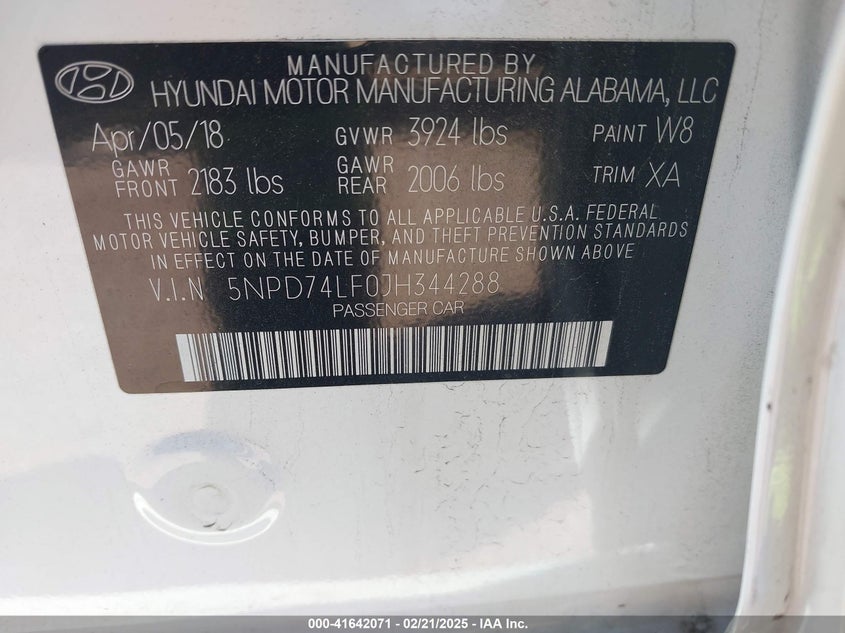 MANUFACTURED BY
HYUNDAI MOTOR MANUFACTURING ALABAMA, LLC
Apr/05/18 GVWR 3924 lbs PAINT W8
GAWR FRONT 2183 lbs GAWR REAR 2006 lbs TRIM XA
THIS VEHICLE CONFORMS TO ALL APPLICABLE U.S.A. FEDERAL
MOTOR VEHICLE SAFETY, BUMPER, AND THEFT PREVENTION STANDARDS
IN EFFECT ON THE DATE OF MANUFACTURE SHOWN ABOVE
V.I.N 5NPD74LF0JH344288
PASSENGER CAR
000-41642071 - 02/21/2025 - IAA Inc.